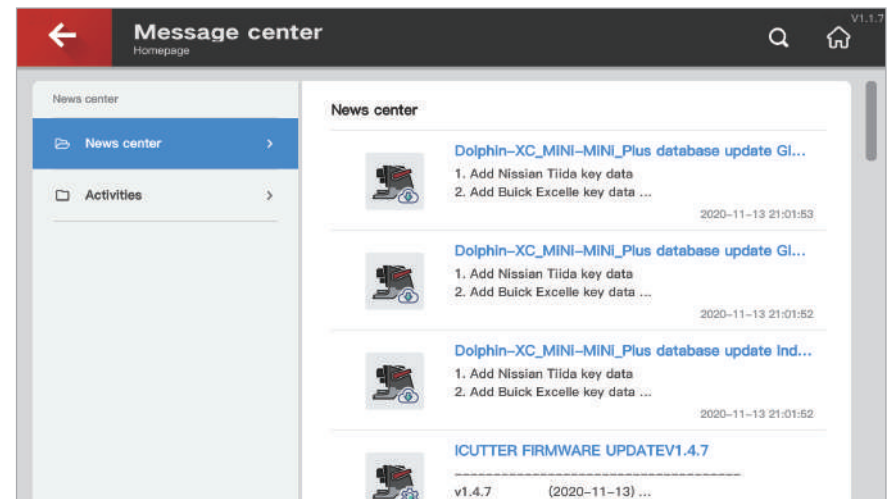 Message center
Homepage
V1.1.7
News center
News center
Activities
News center
Dolphin-XC_MINI-MINI_Plus database update Gl...
1. Add Nissian Tiida key data
2. Add Buick Excelle key data ...
2020-11-13 21:01:53
Dolphin-XC_MINI-MINI_Plus database update Gl...
1. Add Nissian Tiida key data
2. Add Buick Excelle key data ...
2020-11-13 21:01:52
Dolphin-XC_MINI-MINI_Plus database update Ind...
1. Add Nissian Tiida key data
2. Add Buick Excelle key data ...
2020-11-13 21:01:52
ICUTTER FIRMWARE UPDATEV1.4.7
------------------------------------
v1.4.7 (2020-11-13) ...